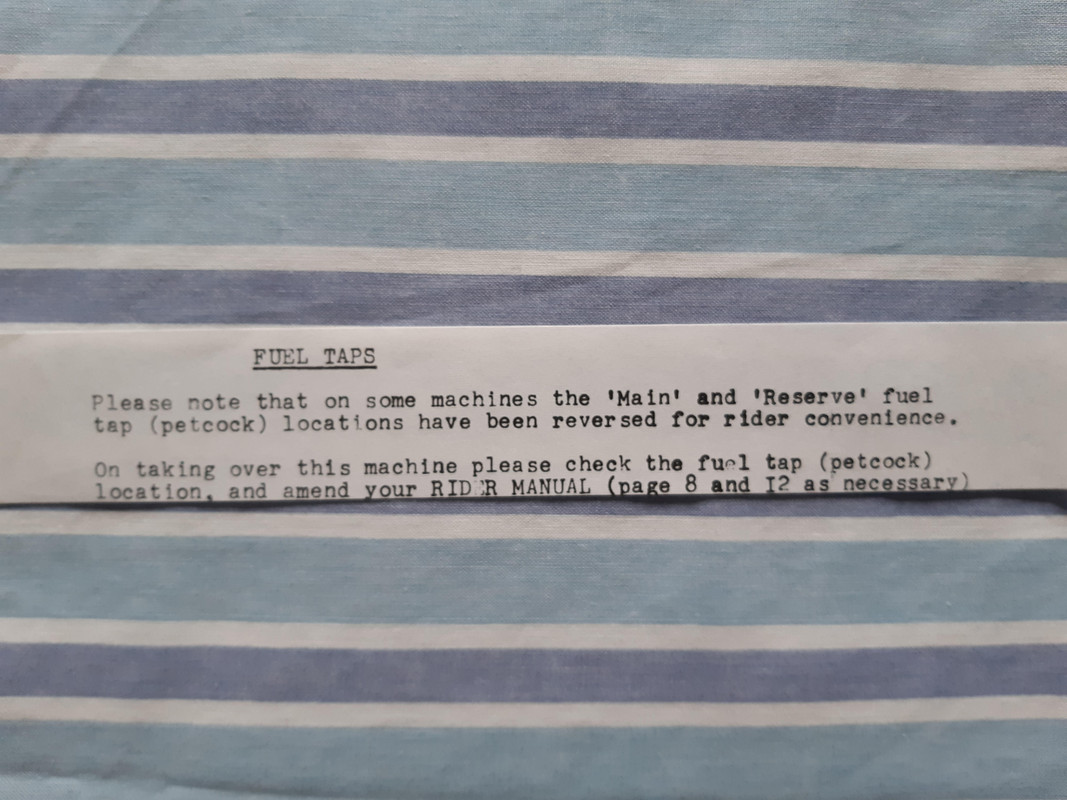 FUEL TAPS
Please note that on some machines the 'Main' and 'Reserve' fuel
tap (petcock) locations have been reversed for rider convenience.
On taking over this machine please check the fuel tap (petcock)
location, and amend your RIDER MANUAL (page 8 and I2 as necessary)